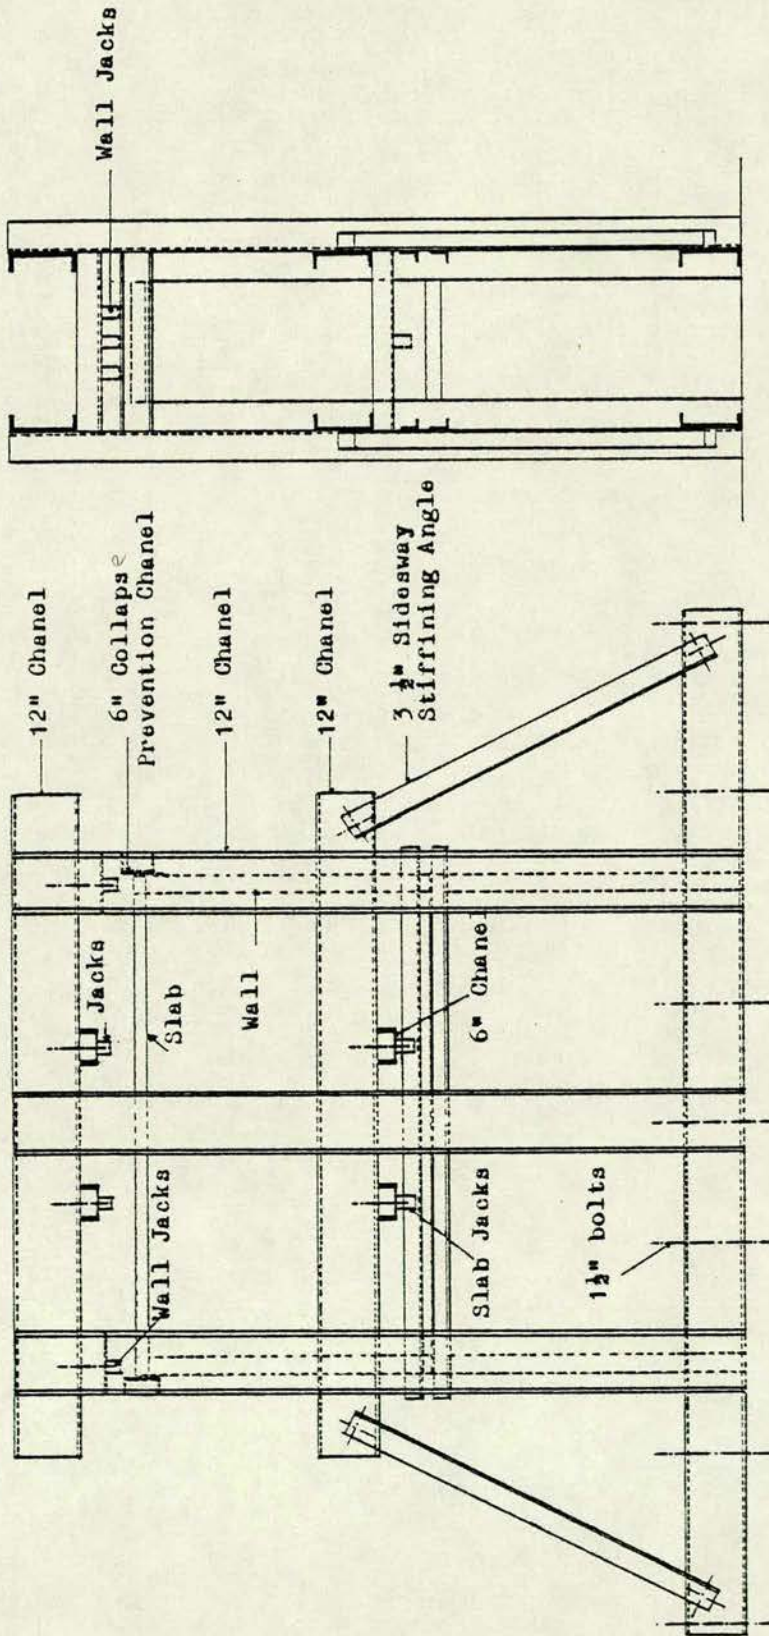 Wall Jacks
12" Chanel
6" Collapse
Prevention Chanel
12" Chanel
12" Chanel
3 ½" Sidesway
Stiffining Angle
Jacks
Slab
Wall
6" Chanel
Wall Jacks
Slab Jacks
1½" bolts